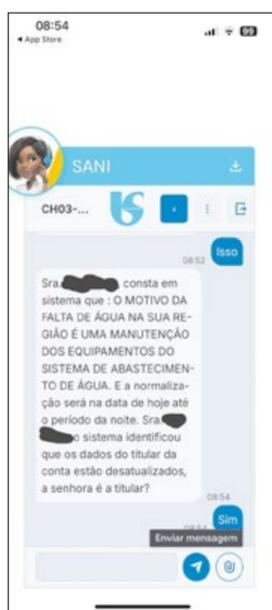 08:54
App Store
99
SANI
CH03-...
Isso
08:52
Sra. consta em
sistema que : O MOTIVO DA
FALTA DE ÁGUA NA SUA RE-
GIÃO É UMA MANUTENÇÃO
DOS EQUIPAMENTOS DO
SISTEMA DE ABASTECIMEN-
TO DE ÁGUA. E a normaliza-
ção será na data de hoje até
o período da noite. Sra.
o sistema identificou
que os dados do titular da
conta estão desatualizados,
a senhora é a titular?
08:54
Sim
08:54
Enviar mensagem